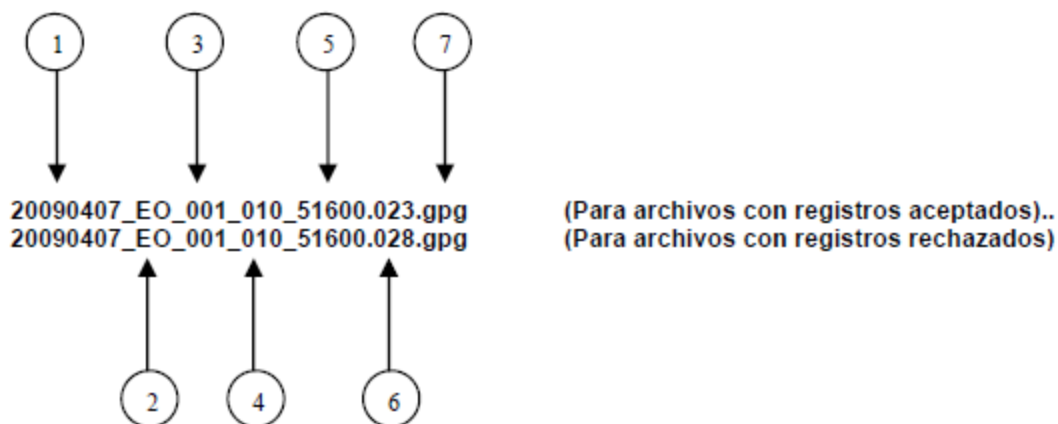 1 3 5 7
20090407_EO_001_010_51600.023.gpg (Para archivos con registros aceptados)..
20090407_EO_001_010_51600.028.gpg (Para archivos con registros rechazados)
2 4 6